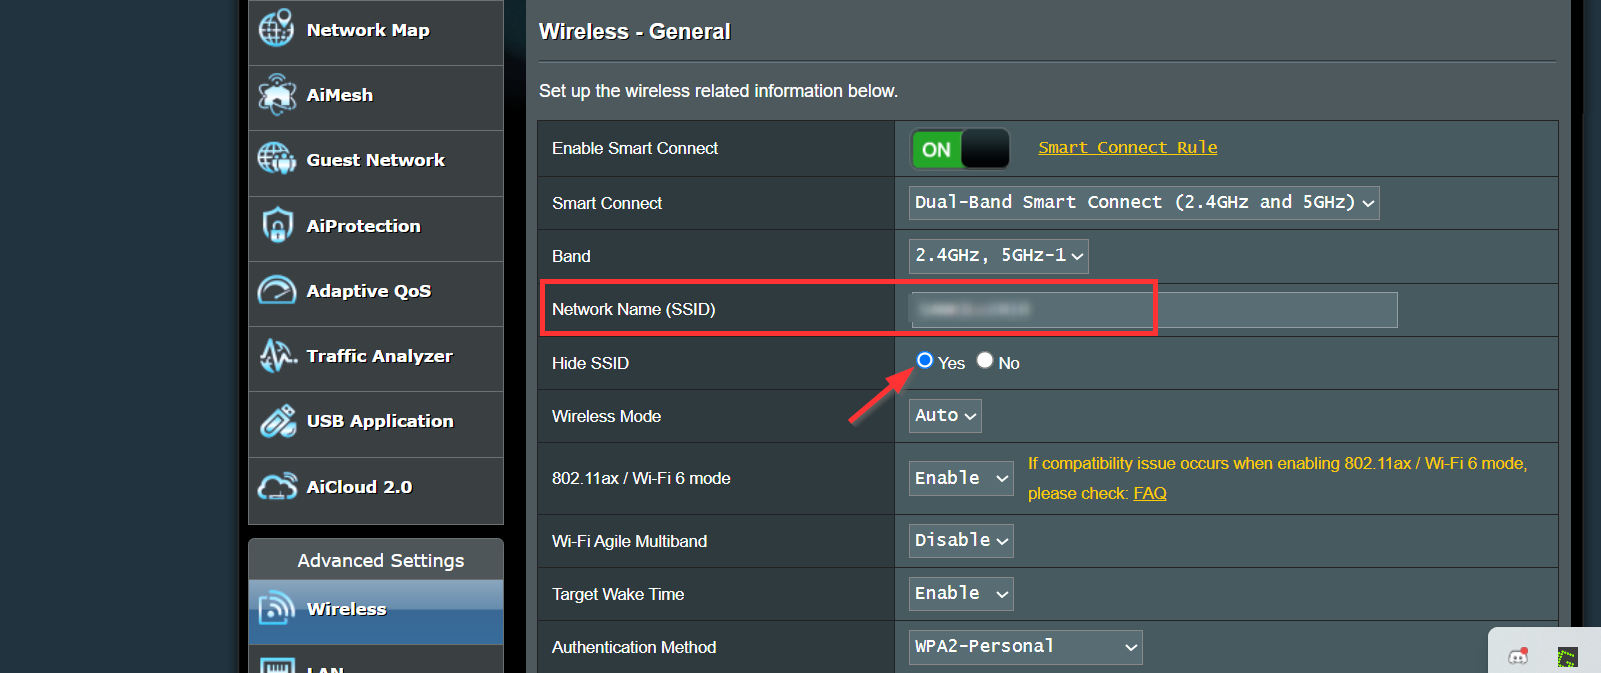 Network Map
AiMesh
Guest Network
AiProtection
Adaptive QoS
Traffic Analyzer
USB Application
AiCloud 2.0
Advanced Settings
Wireless
LAN
Wireless - General
Set up the wireless related information below.
Enable Smart Connect ON Smart Connect Rule
Smart Connect Dual-Band Smart Connect (2.4GHz and 5GHz)
Band 2.4GHz, 5GHz-1
Network Name (SSID)
Hide SSID Yes No
Wireless Mode Auto
802.11ax / Wi-Fi 6 mode Enable If compatibility issue occurs when enabling 802.11ax / Wi-Fi 6 mode,
please check: FAQ
Wi-Fi Agile Multiband Disable
Target Wake Time Enable
Authentication Method WPA2-Personal